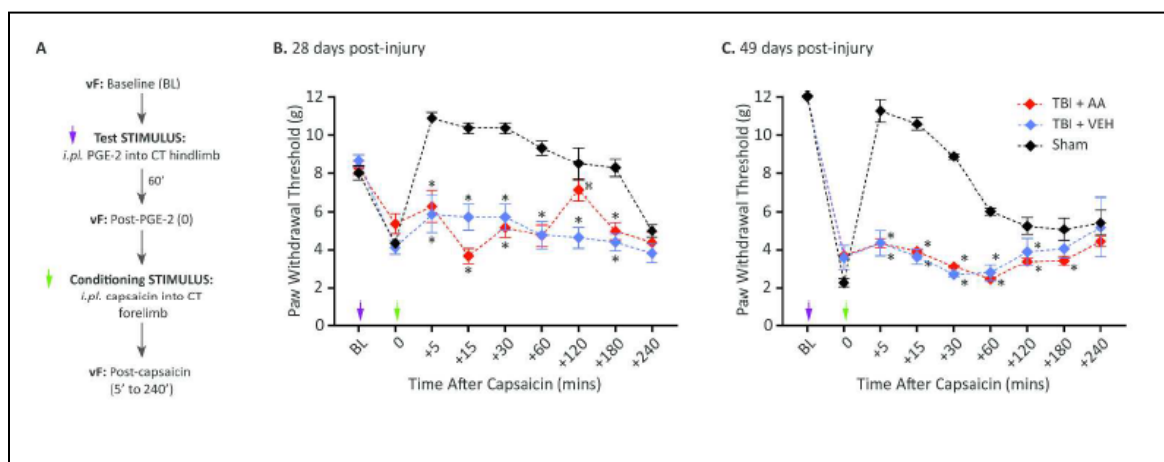 A
vF: Baseline (BL)
Test STIMULUS:
i.pl. PGE-2 into CT hindlimb
60'
vF: Post-PGE-2 (0)
Conditioning STIMULUS:
i.pl. capsaicin into CT
forelimb
vF: Post-capsaicin
(5' to 240')
B. 28 days post-injury
Paw Withdrawal Threshold (g)
12
10
8
6
4
2
0
* * * * * * * * * * * *
BL 0 +5 +15 +30 +60 +120 +180 +240
Time After Capsaicin (mins)
C. 49 days post-injury
Paw Withdrawal Threshold (g)
12
10
8
6
4
2
0
TBI + AA
TBI + VEH
Sham
* * * * * * * * * * *
BL 0 +5 +15 +30 +60 +120 +180 +240
Time After Capsaicin (mins)